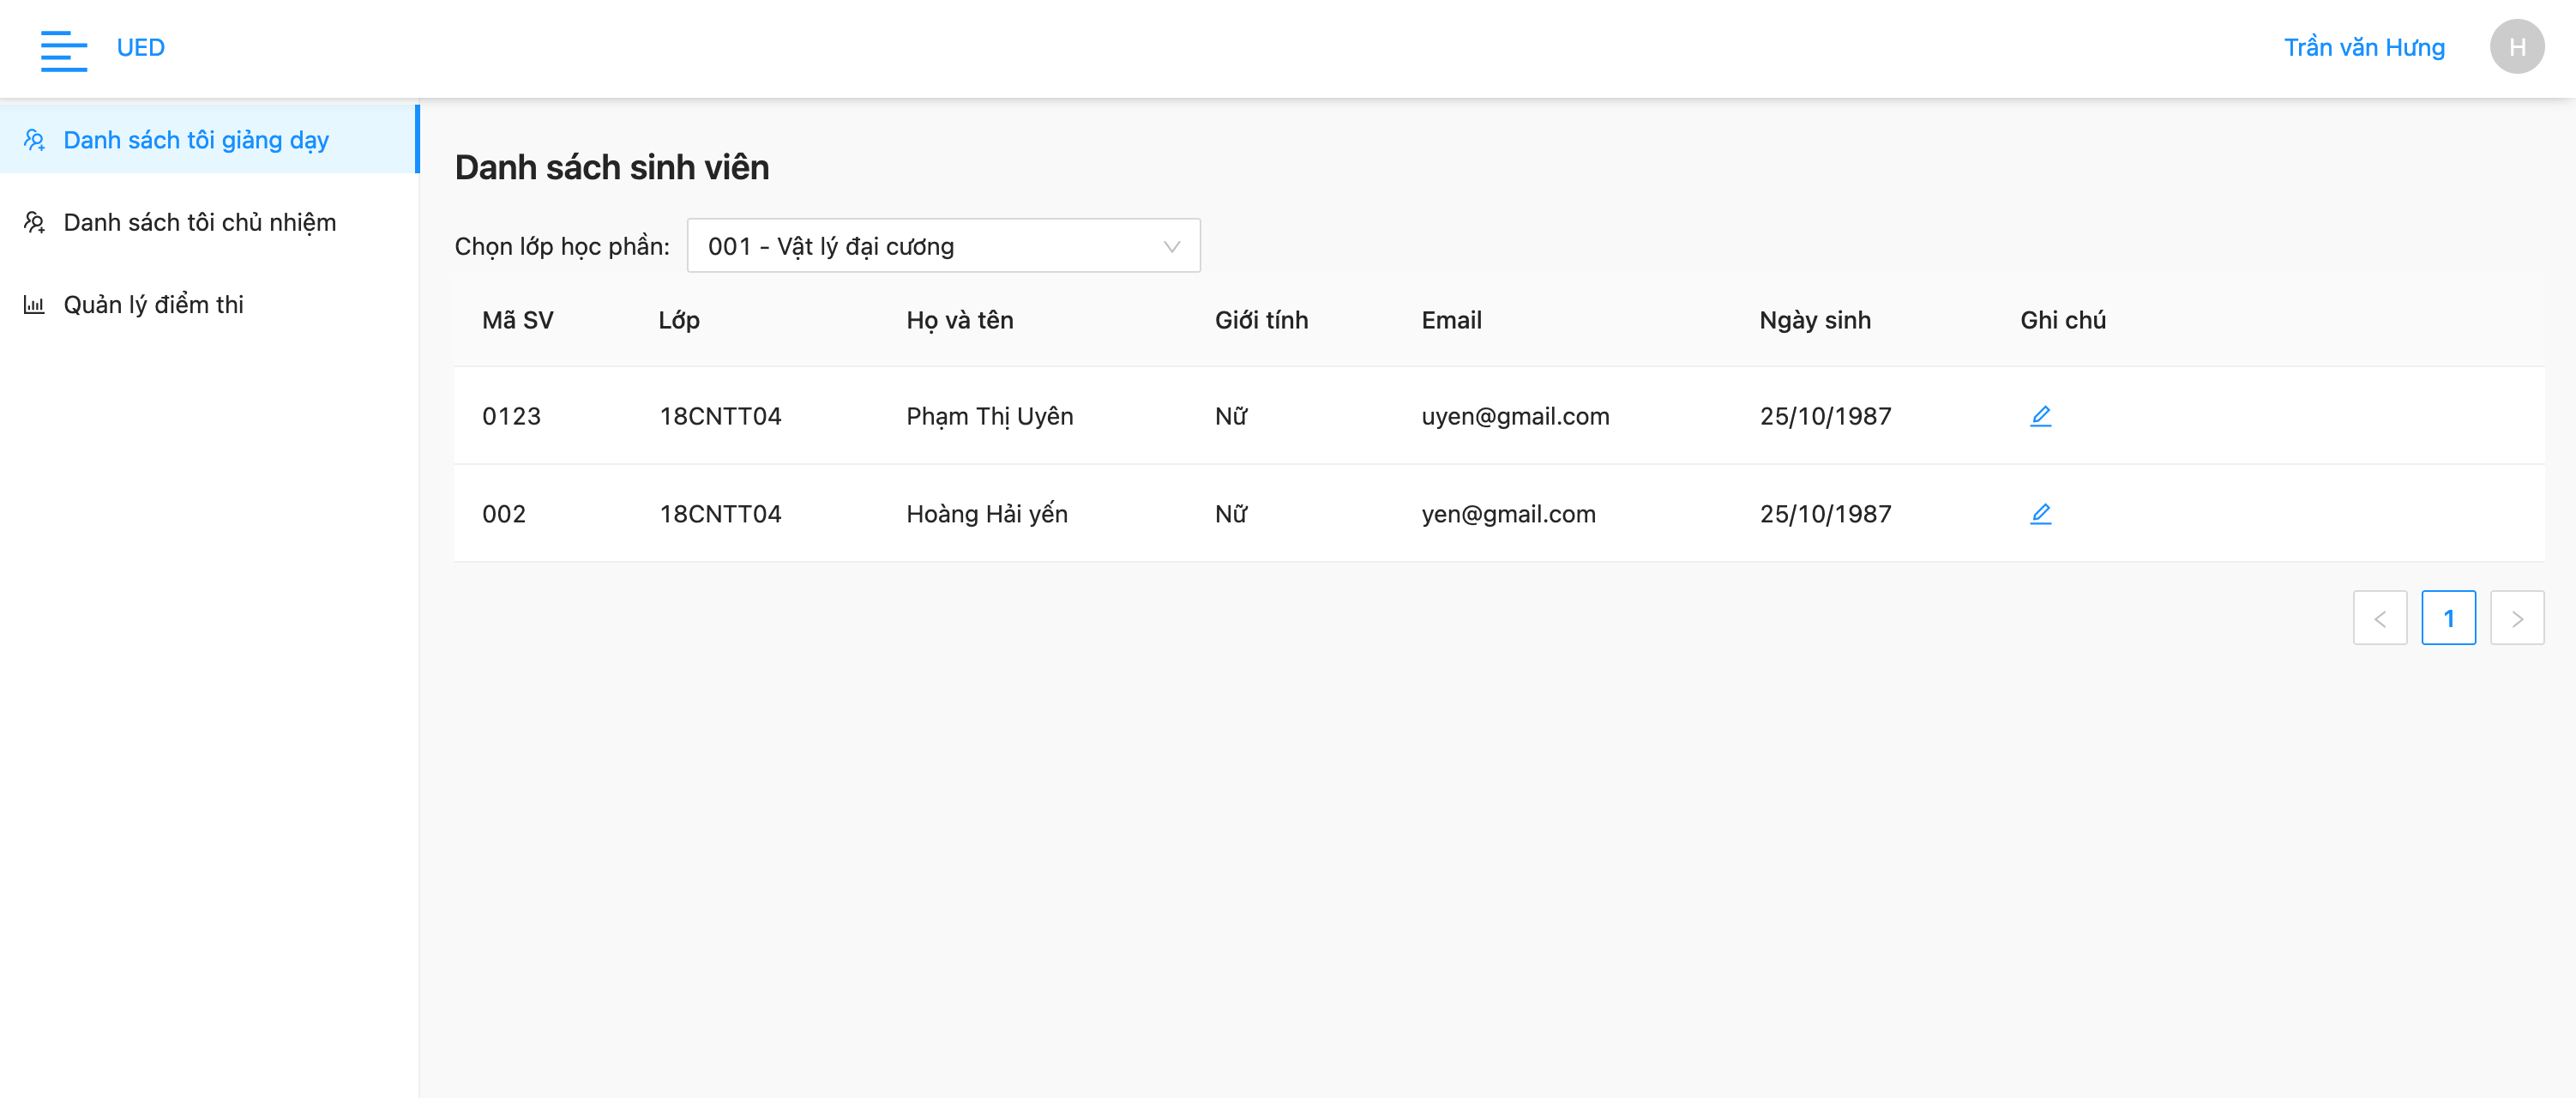 UED
Trần văn Hưng
H
Danh sách tôi giảng dạy
Danh sách tôi chủ nhiệm
Quản lý điểm thi
Danh sách sinh viên
Chọn lớp học phần: 001 - Vật lý đại cương
Mã SV Lớp Họ và tên Giới tính Email Ngày sinh Ghi chú
0123 18CNTT04 Phạm Thị Uyên Nữ uyen@gmail.com 25/10/1987
002 18CNTT04 Hoàng Hải yến Nữ yen@gmail.com 25/10/1987
1